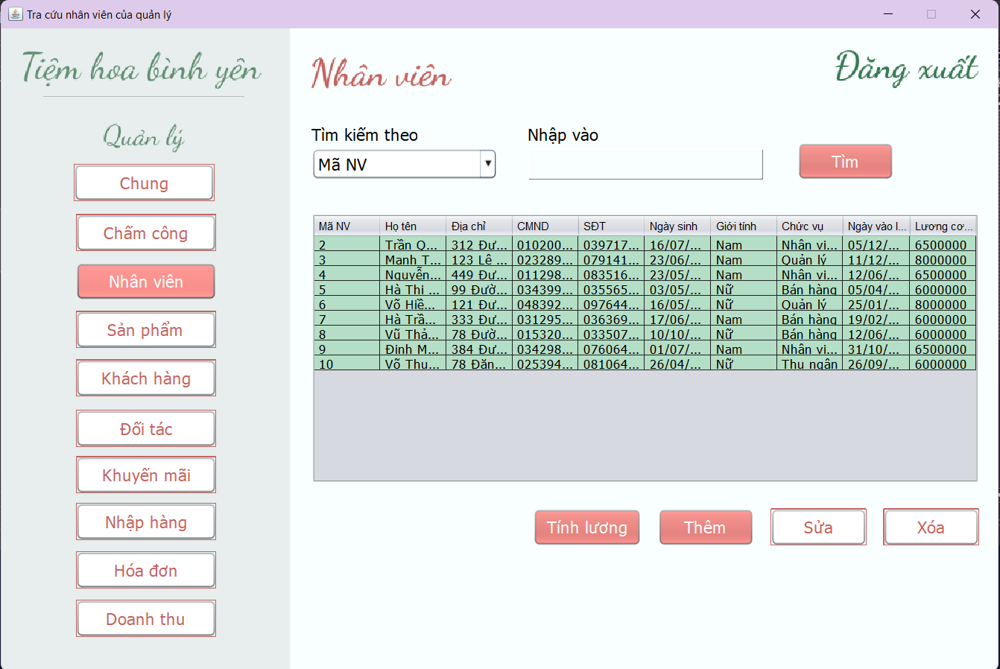 Tra cứu nhân viên của quản lý
Tiệm hoa bình yên
Quản lý
Chung
Chấm công
Nhân viên
Sản phẩm
Khách hàng
Đối tác
Khuyến mãi
Nhập hàng
Hóa đơn
Doanh thu
Nhân viên
Đăng xuất
Tìm kiếm theo
Nhập vào
Mã NV
Tìm
Mã NV Họ tên Địa chỉ CMND SĐT Ngày sinh Giới tính Chức vụ Ngày vào l... Lương cơ...
2 Trần Q... 312 Đư... 010200... 039717... 16/07/... Nam Nhân vi... 05/12/... 6500000
3 Manh T... 123 Lê ... 023289... 079141... 23/06/... Nam Quản lý 11/12/... 8000000
4 Nguyễn... 449 Đư... 011298... 083516... 23/05/... Nam Nhân vi... 12/06/... 6500000
5 Hà Thi ... 99 Đườ... 034399... 035565... 03/05/... Nữ Bán hàng 05/04/... 6000000
6 Võ Hiề... 121 Đư... 048392... 097644... 16/05/... Nữ Quản lý 25/01/... 8000000
7 Hà Trầ... 333 Đư... 031295... 036369... 17/06/... Nam Bán hàng 19/02/... 6000000
8 Vũ Thả... 78 Đườ... 015320... 033507... 10/10/... Nữ Bán hàng 12/06/... 6000000
9 Đinh M... 384 Đư... 034298... 076064... 01/07/... Nam Nhân vi... 31/10/... 6500000
10 Võ Thu... 78 Đăn... 025394... 081064... 26/04/... Nữ Thu ngân 26/09/... 6000000
Tính lương
Thêm
Sửa
Xóa